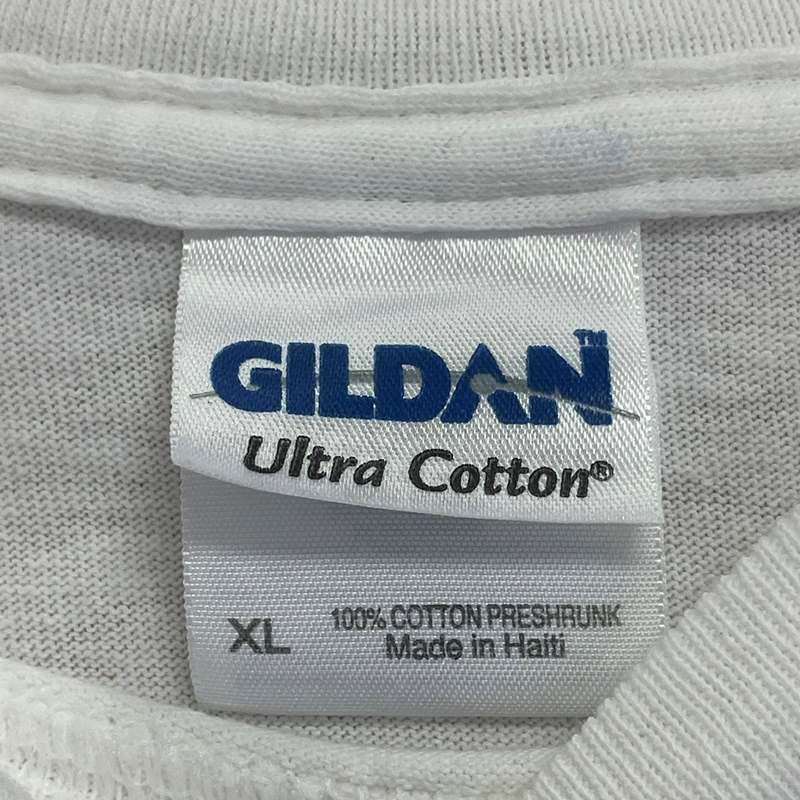 GILDAN™
Ultra Cotton®
XL
100% COTTON PRESHRUNK
Made in Haiti